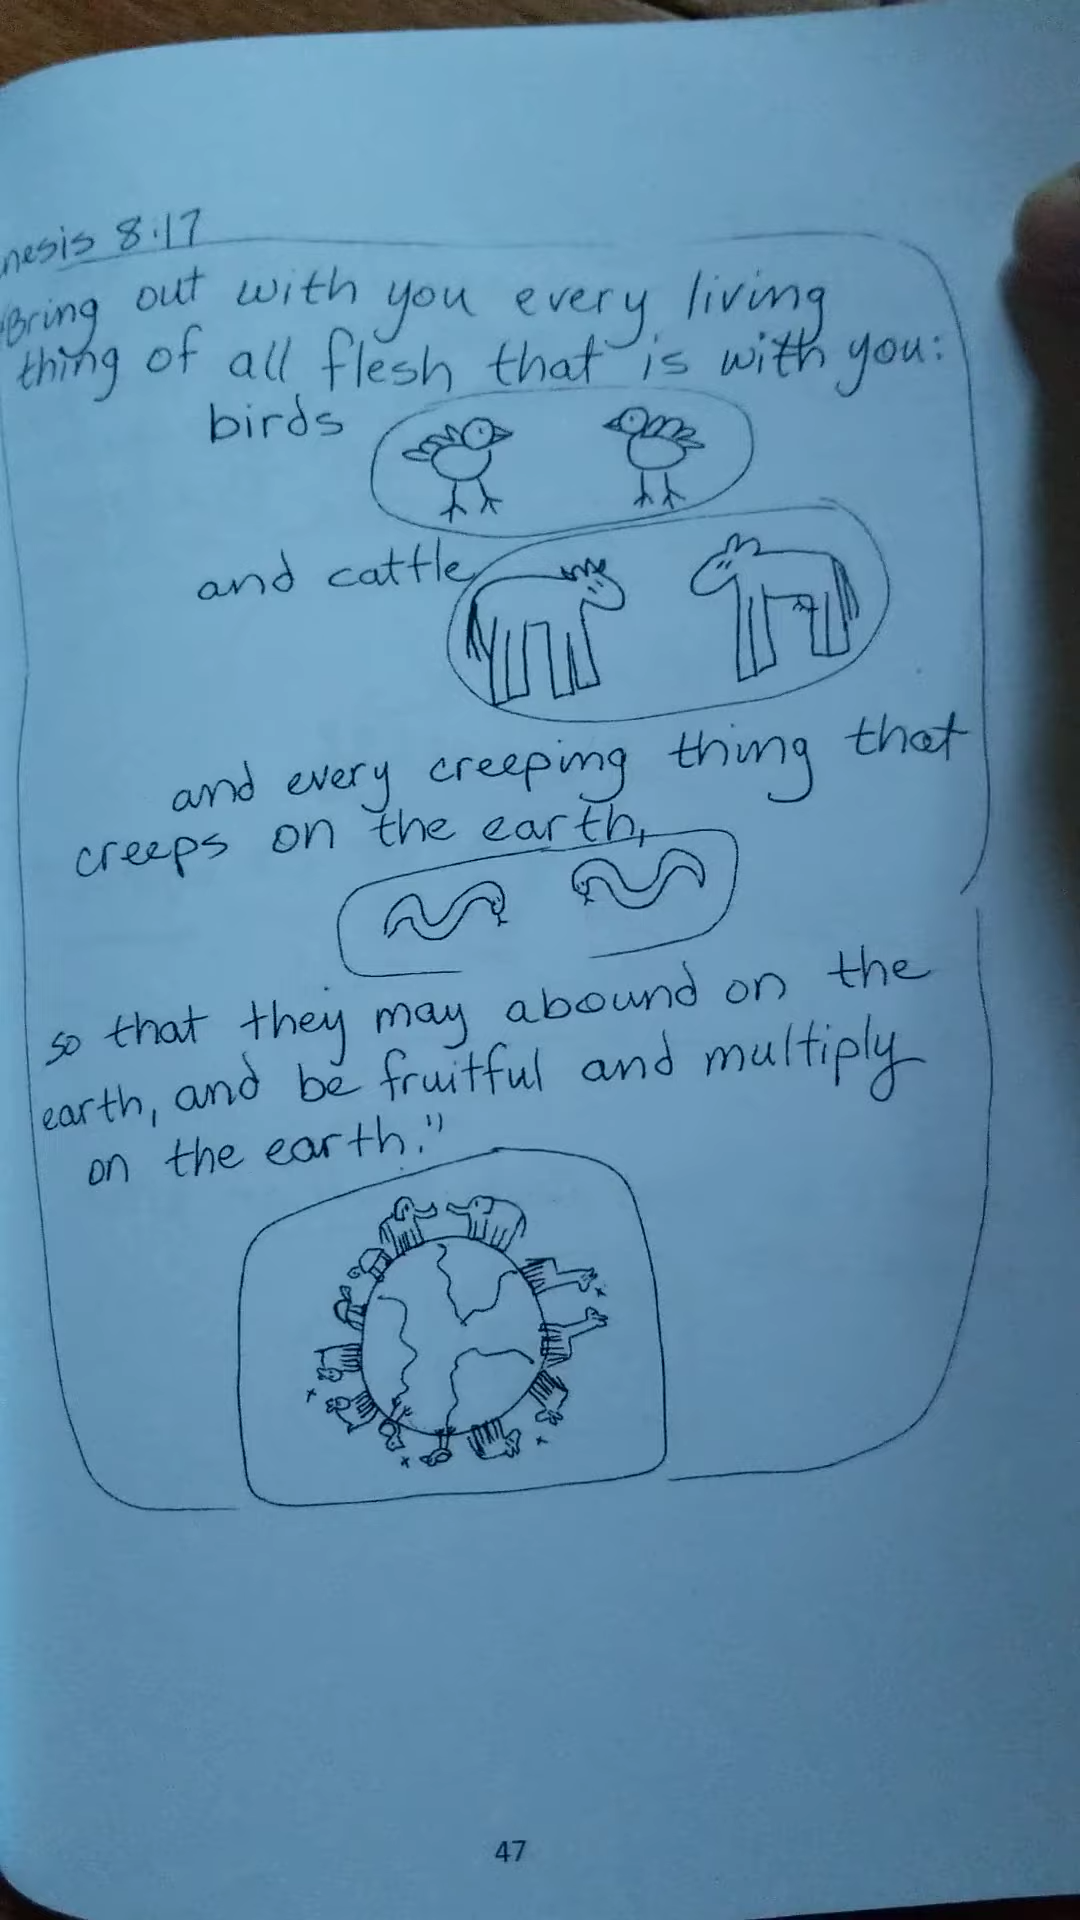 nesis 8:17
"Bring out with you every living
thing of all flesh that is with you:
birds
and cattle
and every creeping thing that
creeps on the earth,
so that they may abound on the
earth, and be fruitful and multiply
on the earth."
47